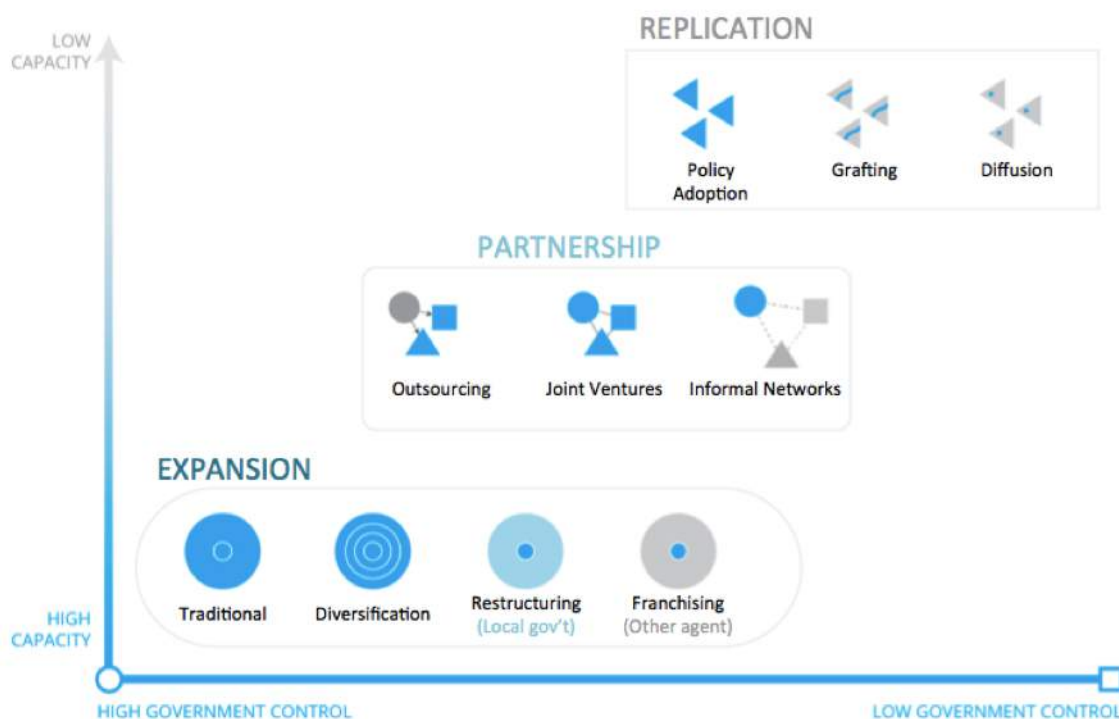 REPLICATION
LOW
CAPACITY
Policy
Adoption
Grafting
Diffusion
PARTNERSHIP
Outsourcing
Joint Ventures
Informal Networks
EXPANSION
Traditional
Diversification
Restructuring
(Local gov't)
Franchising
(Other agent)
HIGH
CAPACITY
HIGH GOVERNMENT CONTROL
LOW GOVERNMENT CONTROL